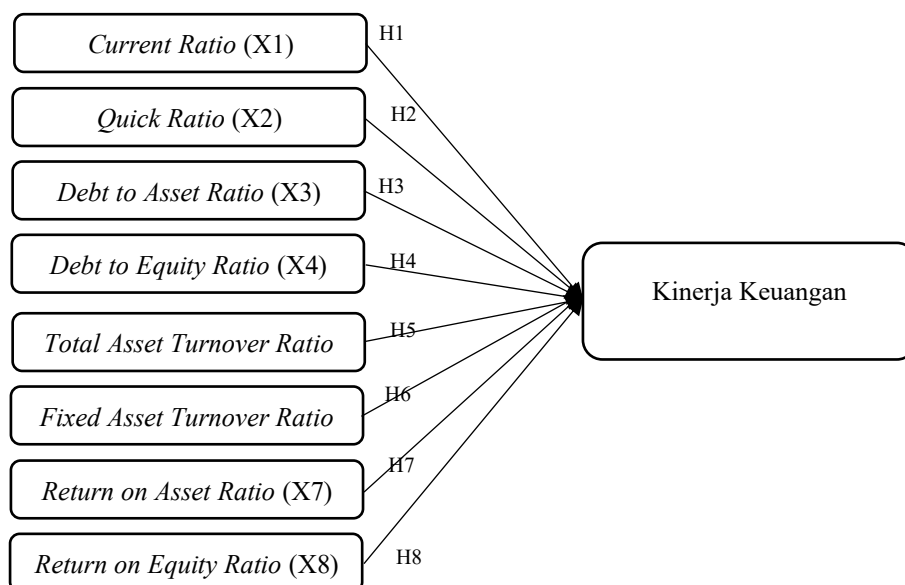 Current Ratio (X1)
H1
Quick Ratio (X2)
H2
Debt to Asset Ratio (X3)
H3
Debt to Equity Ratio (X4)
H4
Total Asset Turnover Ratio
H5
Fixed Asset Turnover Ratio
H6
Return on Asset Ratio (X7)
H7
Return on Equity Ratio (X8)
H8
Kinerja Keuangan